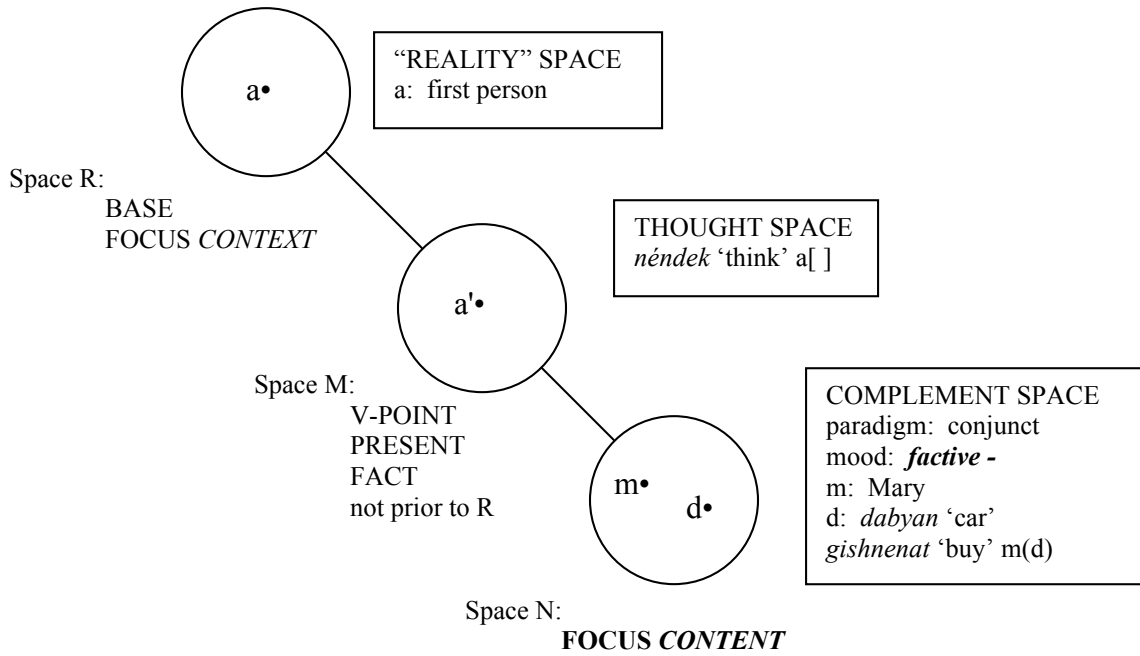 “REALITY” SPACE
a: first person
a•
Space R:
BASE
FOCUS CONTEXT
THOUGHT SPACE
néndek ‘think’ a[ ]
a'•
Space M:
V-POINT
PRESENT
FACT
not prior to R
COMPLEMENT SPACE
paradigm: conjunct
mood: factive -
m: Mary
d: dabyan ‘car’
gishnenat ‘buy’ m(d)
m•
d•
Space N:
FOCUS CONTENT